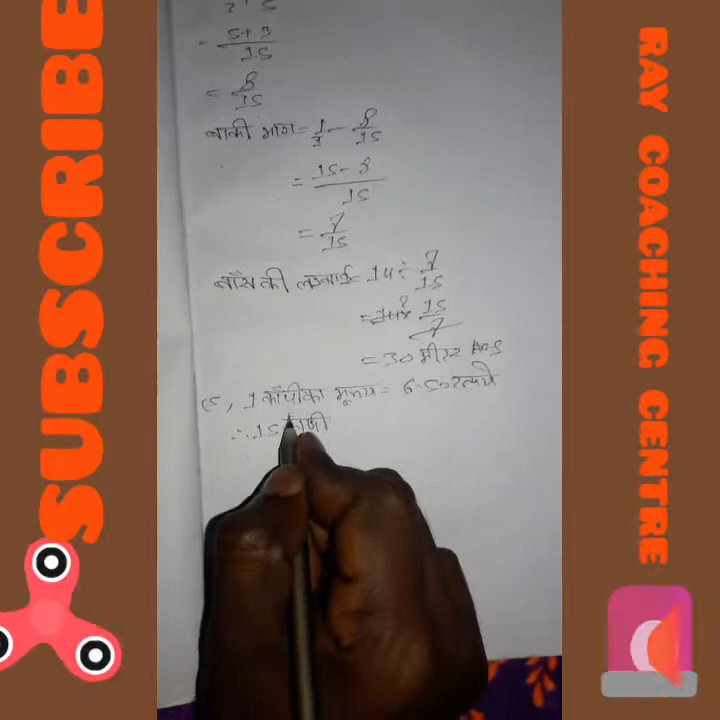 SUBSCRIBE
5+3
15
= 8
15
बाकी भाग = 1/1 - 8/15
= 15-8
15
= 7
15
बाँस की लम्बाई = 14 ÷ 7/15
= 14 × 15/7
2
= 30 मीटर Ans
1 कॉपी का मूल्य = 6.50 रूपये
∴ 15 कापी
RAY COACHING CENTRE